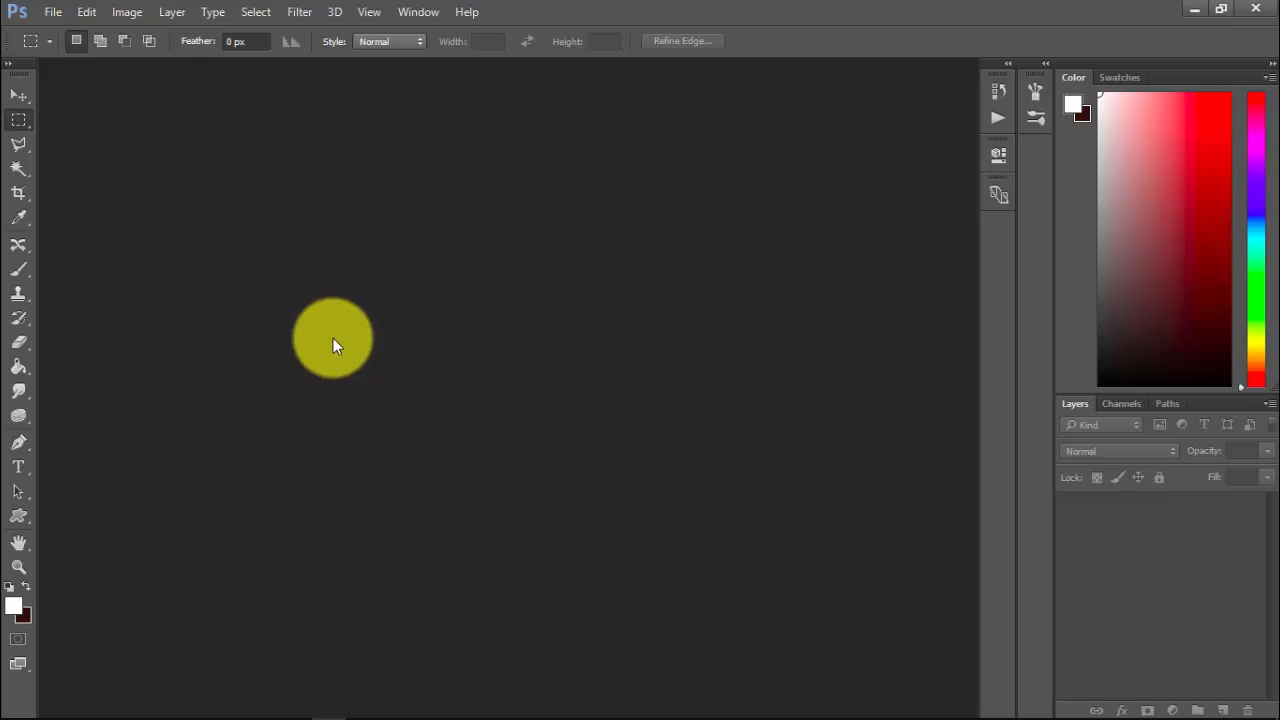 Ps File Edit Image Layer Type Select Filter 3D View Window Help
Feather: 0 px Style: Normal Width: Height: Refine Edge...
Color Swatches
Layers Channels Paths
Kind
Normal Opacity:
Lock: Fill:
T